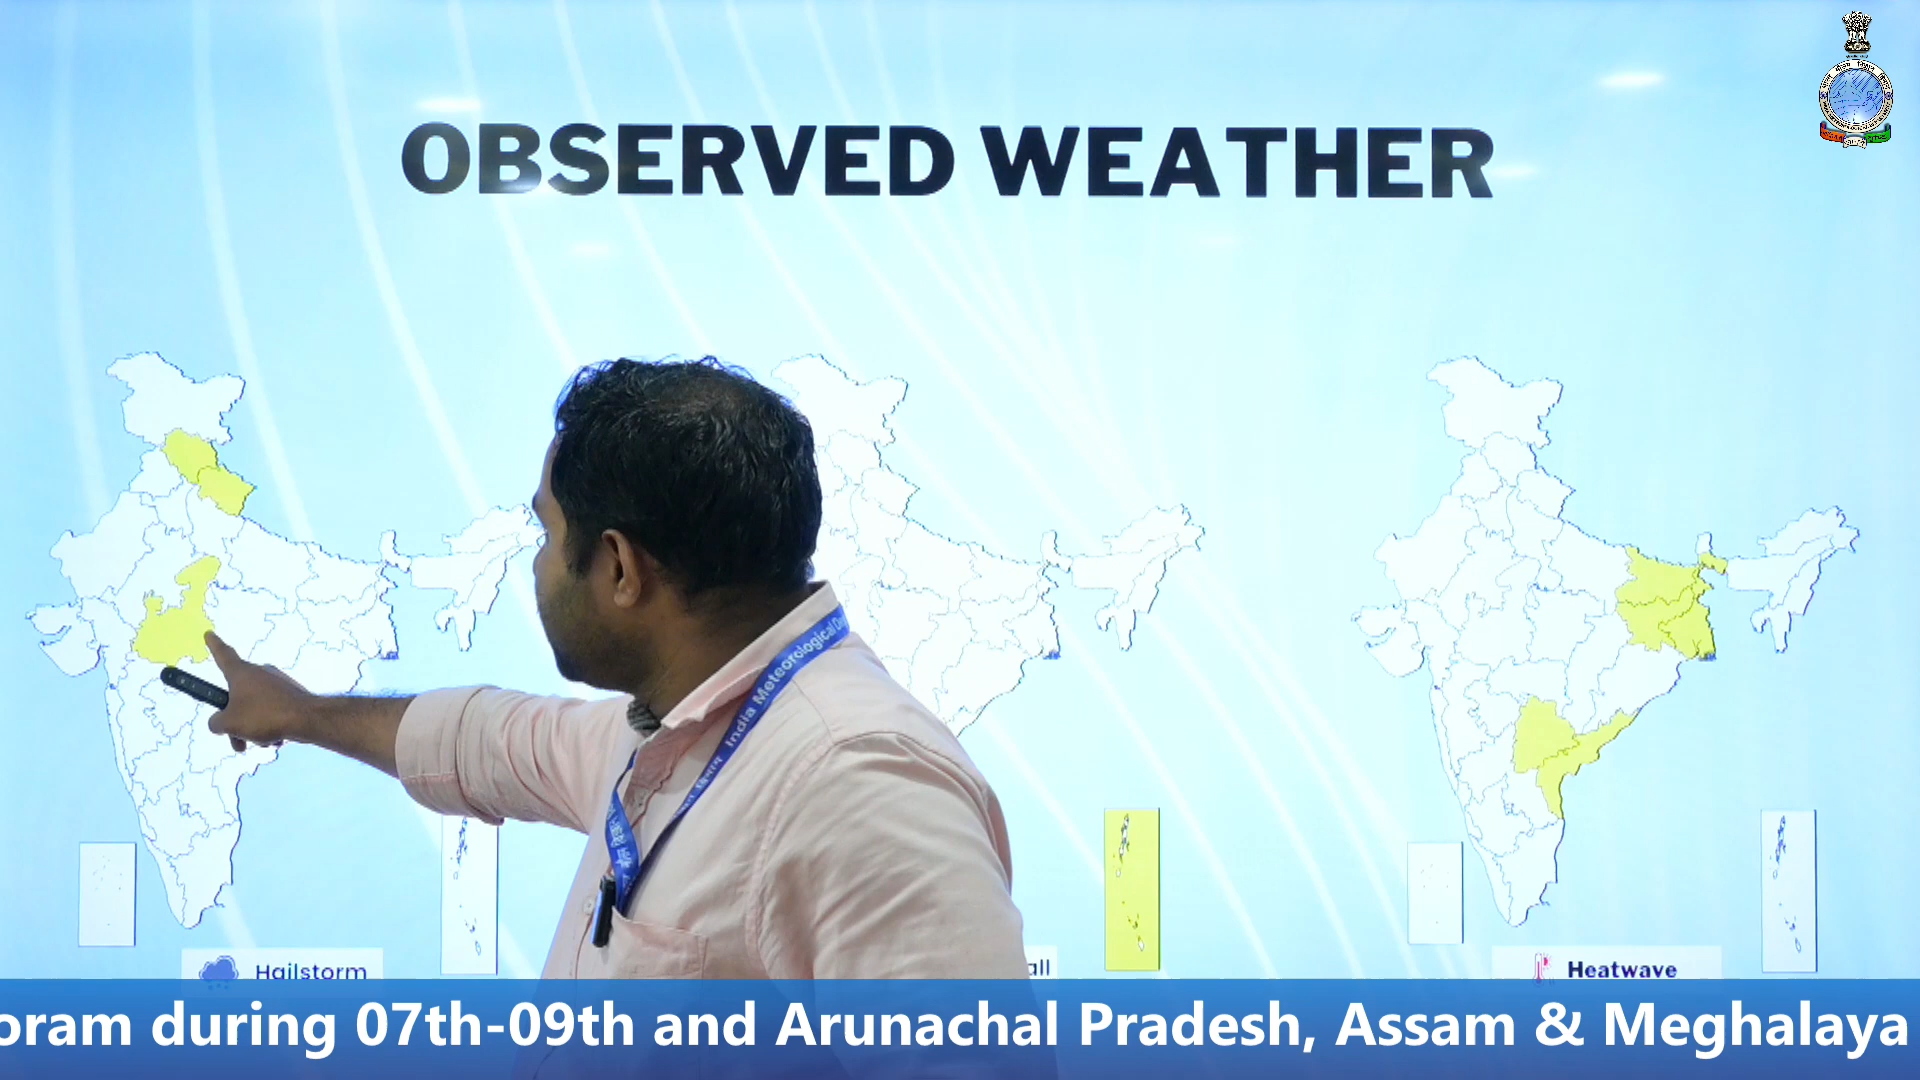 OBSERVED WEATHER
India Meteorological
Hailstorm
all
Heatwave
oram during 07th-09th and Arunachal Pradesh, Assam & Meghalaya